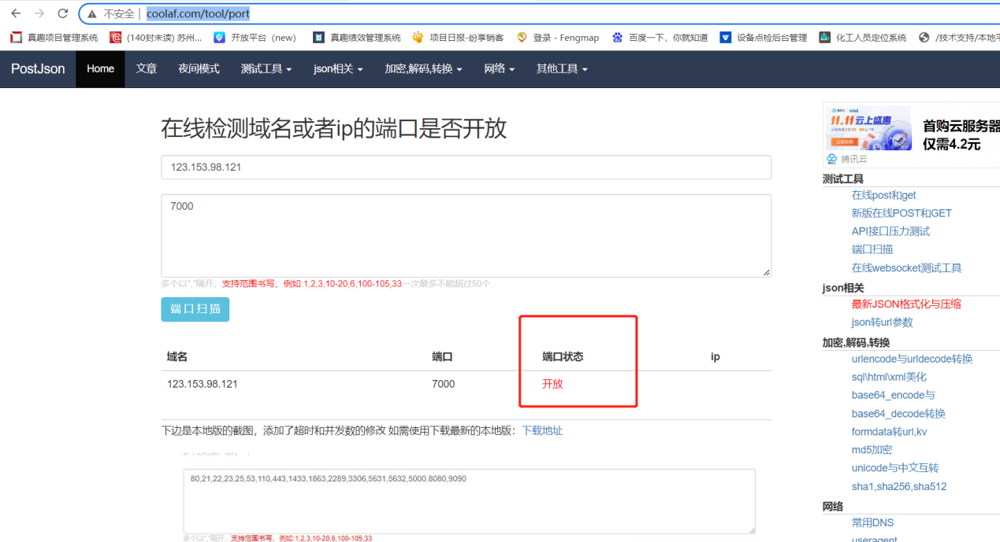 不安全 | coolaf.com/tool/port
真趣项目管理系统 (140封未读) 苏州... 开放平台（new） 真趣绩效管理系统 项目日报-纷享销客 登录 - Fengmap 百度一下，你就知道 设备点检后台管理 化工人员定位系统 /技术支持/本地
PostJson Home 文章 夜间模式 测试工具 json相关 加密,解码,转换 网络 其他工具
在线检测域名或者ip的端口是否开放
123.153.98.121
7000
多个以","隔开，支持范围书写，例如:1,2,3,10-20,6,100-105,33一次最多不能超过50个
端口扫描
域名 端口 端口状态 ip
123.153.98.121 7000 开放
下边是本地版的截图，添加了超时和并发数的修改 如需使用下载最新的本地版：下载地址
80,21,22,23,25,53,110,443,1433,1863,2289,3306,5631,5632,5000,8080,9090
多个以","隔开，支持范围书写，例如:1,2,3,10-20,6,100-105,33
腾讯云 intel
11.11云上盛惠
首购云服务器
仅需4.2元
腾讯云
测试工具
在线post和get
新版在线POST和GET
API接口压力测试
端口扫描
在线websocket测试工具
json相关
最新JSON格式化与压缩
json转url参数
加密,解码,转换
urlencode与urldecode转换
sql\html\xml美化
base64_encode与
base64_decode转换
formdata转url,kv
md5加密
unicode与中文互转
sha1,sha256,sha512
网络
常用DNS
useragent